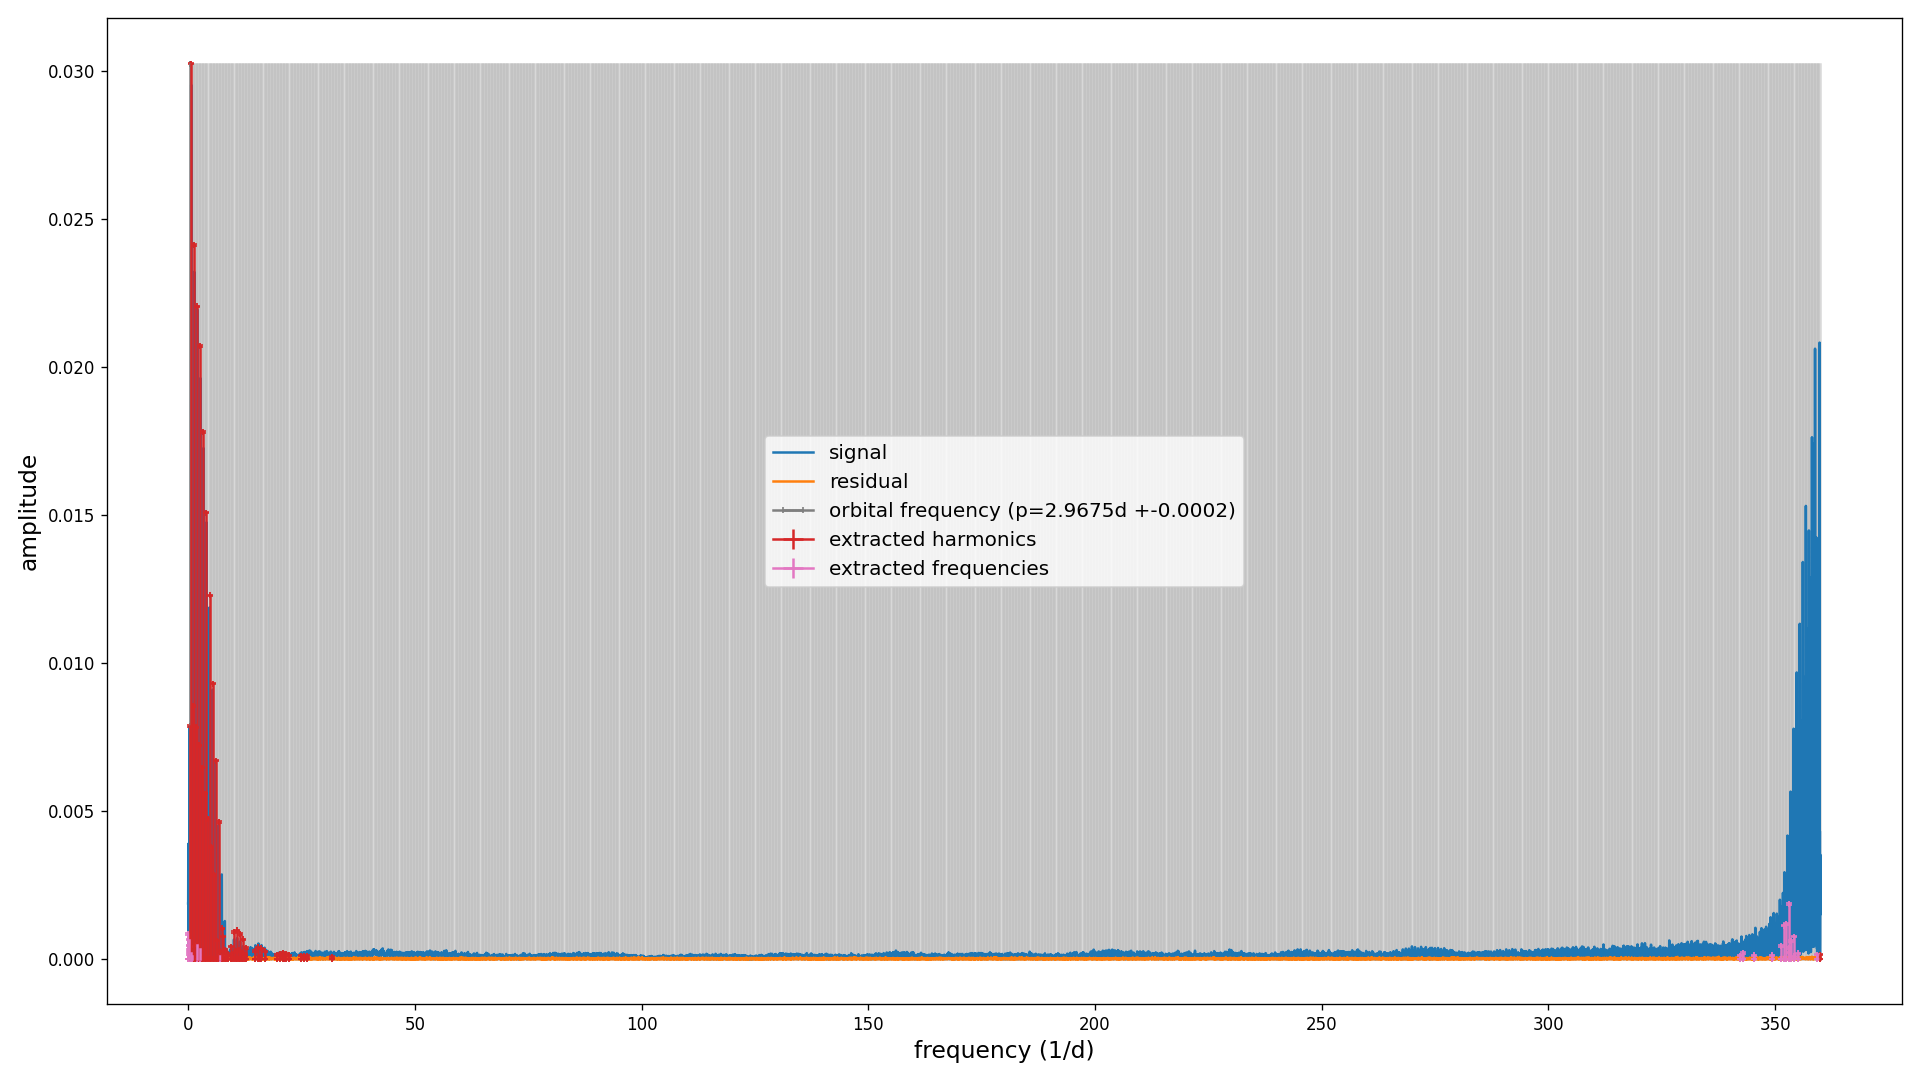 0.030
0.025
0.020
0.015
0.010
0.005
0.000
amplitude
signal
residual
orbital frequency (p=2.9675d +-0.0002)
extracted harmonics
extracted frequencies
0 50 100 150 200 250 300 350
frequency (1/d)